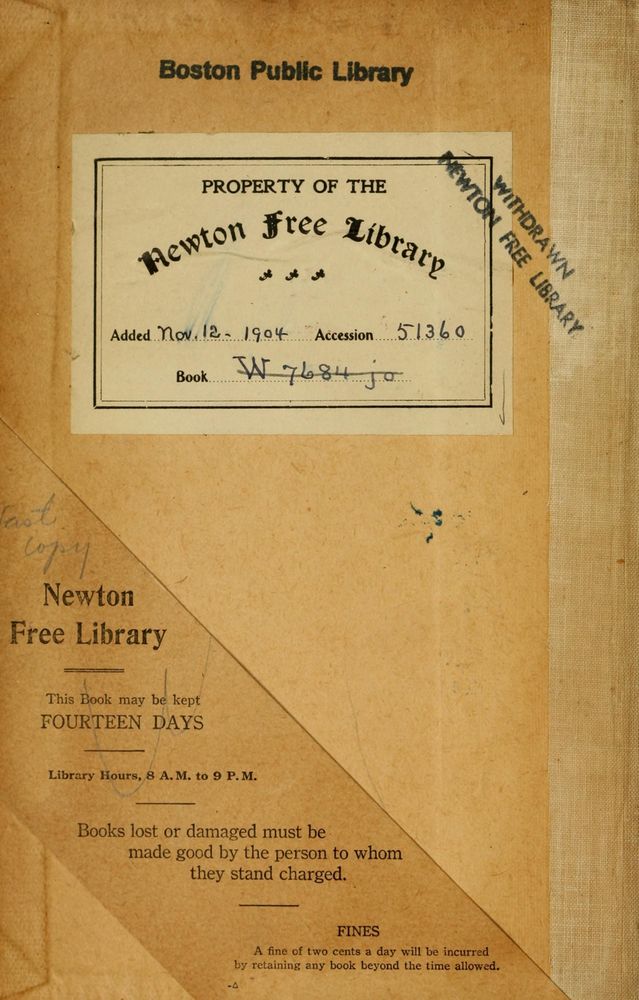 Boston Public Library
PROPERTY OF THE
Newton Free Library
Added Nov. 12 - 1904 Accession 51360
Book W 7684 jo
WITHDRAWN
NEWTON FREE LIBRARY
Last
Copy
Newton
Free Library
This Book may be kept
FOURTEEN DAYS
Library Hours, 8 A. M. to 9 P. M.
Books lost or damaged must be
made good by the person to whom
they stand charged.
FINES
A fine of two cents a day will be incurred
by retaining any book beyond the time allowed.